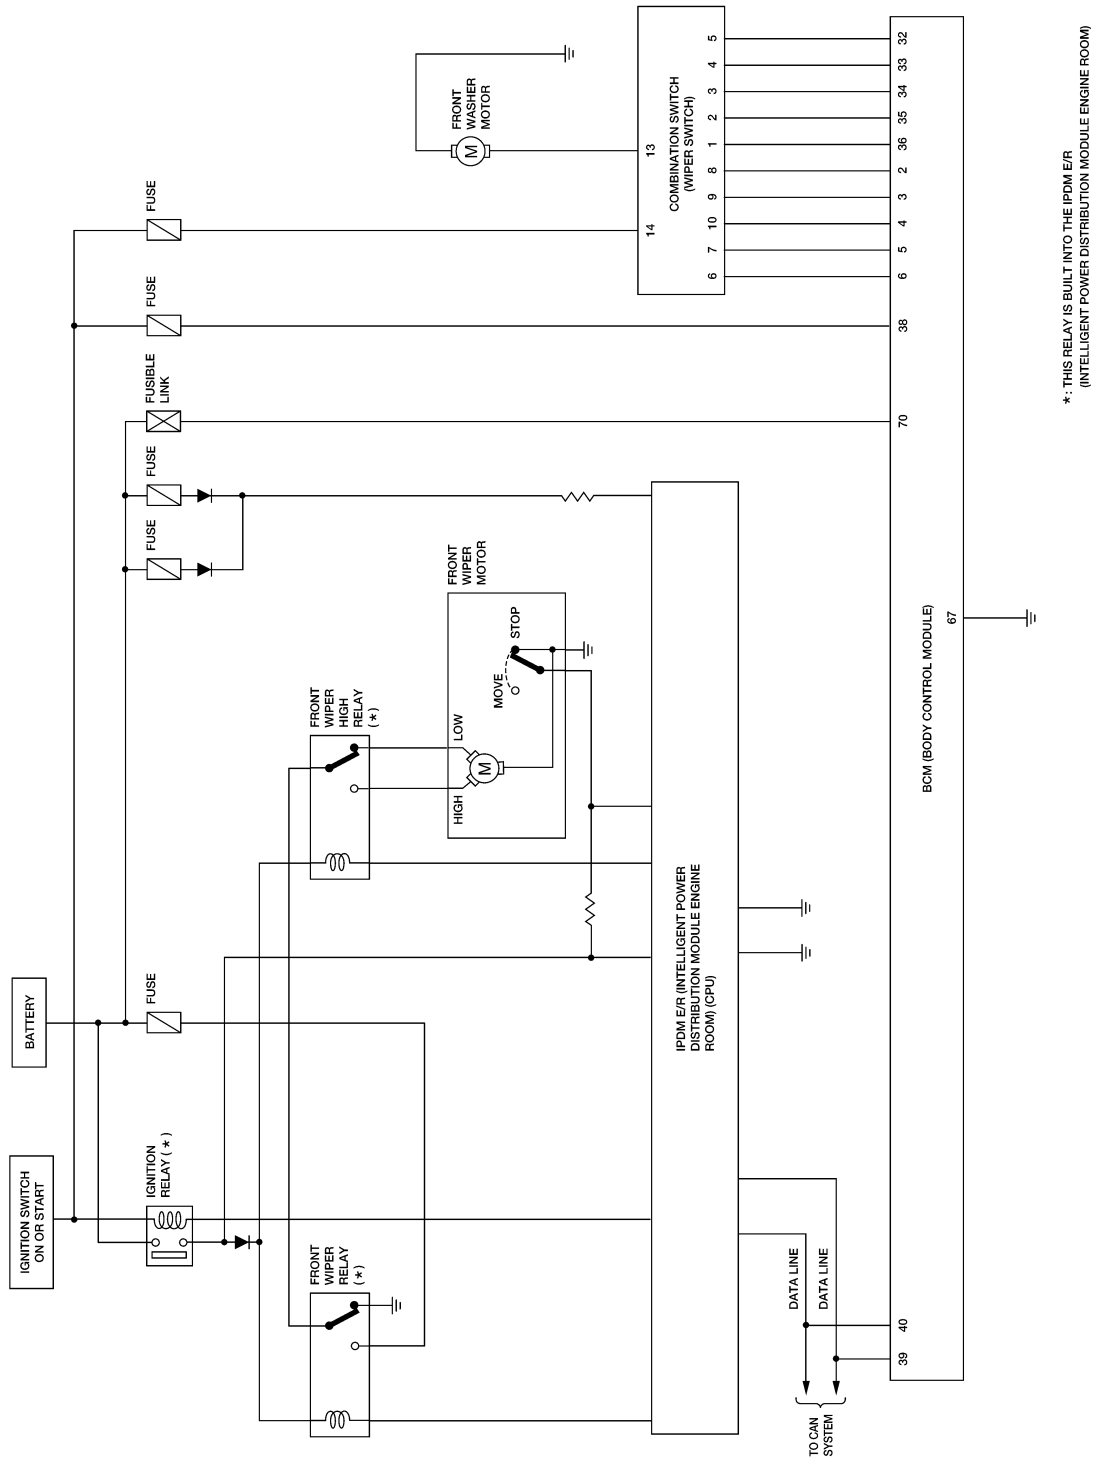 IGNITION SWITCH
ON OR START
BATTERY
IGNITION
RELAY (*)
FUSE
FUSE
FUSE
FUSIBLE
LINK
FUSE
FUSE
FRONT
WIPER
RELAY
(*)
FRONT
WIPER
HIGH
RELAY
(*)
FRONT
WIPER
MOTOR
HIGH
LOW
M
MOVE
STOP
FRONT
WASHER
MOTOR
M
COMBINATION SWITCH
(WIPER SWITCH)
14
13
6
7
10
9
8
1
2
3
4
5
IPDM E/R (INTELLIGENT POWER
DISTRIBUTION MODULE ENGINE
ROOM) (CPU)
DATA LINE
DATA LINE
TO CAN
SYSTEM
39
40
70
38
6
5
4
3
2
36
35
34
33
32
BCM (BODY CONTROL MODULE)
67
* : THIS RELAY IS BUILT INTO THE IPDM E/R
(INTELLIGENT POWER DISTRIBUTION MODULE ENGINE ROOM)